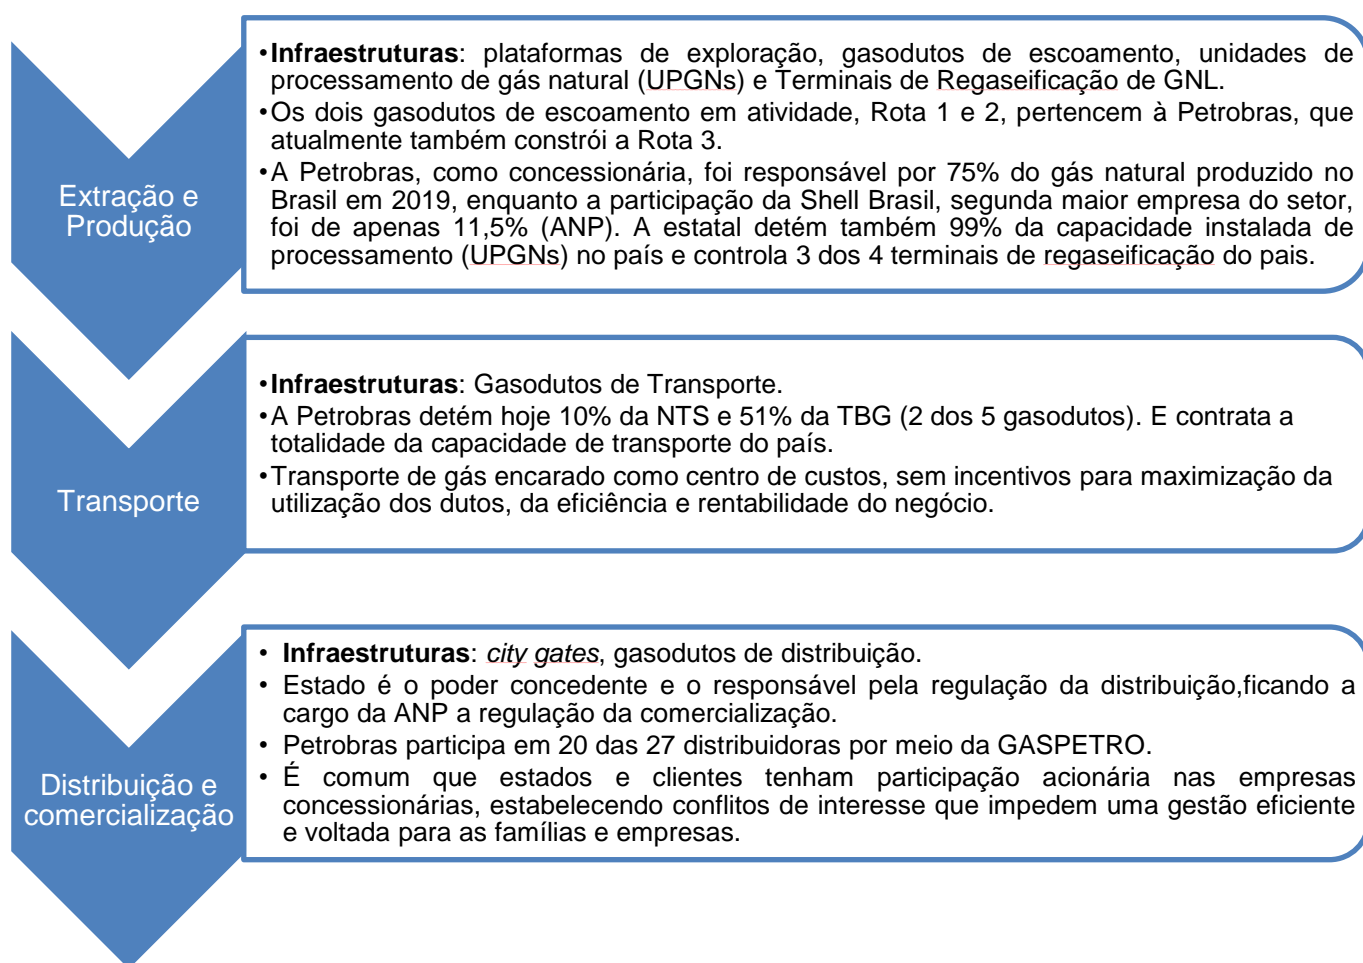 Extração e
Produção
•Infraestruturas: plataformas de exploração, gasodutos de escoamento, unidades de
processamento de gás natural (UPGNs) e Terminais de Regaseificação de GNL.
•Os dois gasodutos de escoamento em atividade, Rota 1 e 2, pertencem à Petrobras, que
atualmente também constrói a Rota 3.
•A Petrobras, como concessionária, foi responsável por 75% do gás natural produzido no
Brasil em 2019, enquanto a participação da Shell Brasil, segunda maior empresa do setor,
foi de apenas 11,5% (ANP). A estatal detém também 99% da capacidade instalada de
processamento (UPGNs) no país e controla 3 dos 4 terminais de regaseificação do pais.
Transporte
•Infraestruturas: Gasodutos de Transporte.
•A Petrobras detém hoje 10% da NTS e 51% da TBG (2 dos 5 gasodutos). E contrata a
totalidade da capacidade de transporte do país.
•Transporte de gás encarado como centro de custos, sem incentivos para maximização da
utilização dos dutos, da eficiência e rentabilidade do negócio.
Distribuição e
comercialização
• Infraestruturas: city gates, gasodutos de distribuição.
• Estado é o poder concedente e o responsável pela regulação da distribuição,ficando a
cargo da ANP a regulação da comercialização.
• Petrobras participa em 20 das 27 distribuidoras por meio da GASPETRO.
• É comum que estados e clientes tenham participação acionária nas empresas
concessionárias, estabelecendo conflitos de interesse que impedem uma gestão eficiente
e voltada para as famílias e empresas.